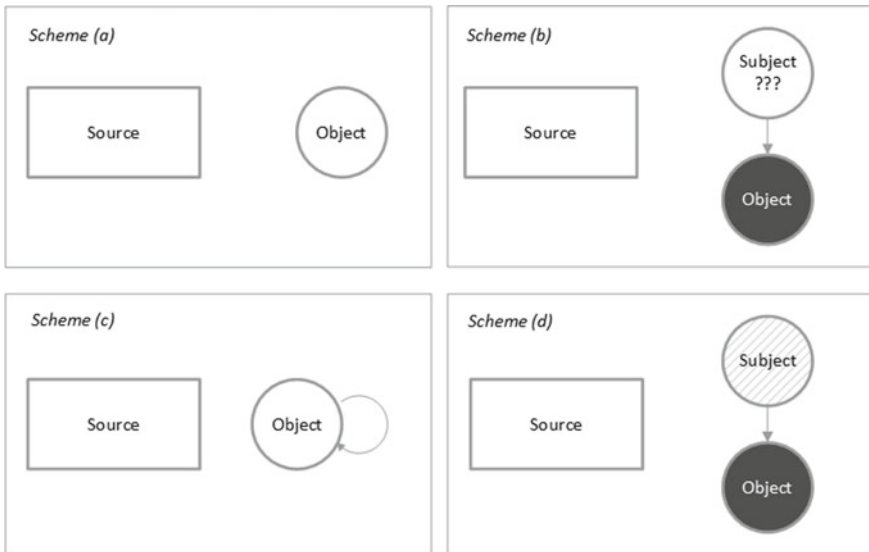 Scheme (a)
Source
Object
Scheme (b)
Subject
???
Source
Object
Scheme (c)
Source
Object
Scheme (d)
Subject
Source
Object